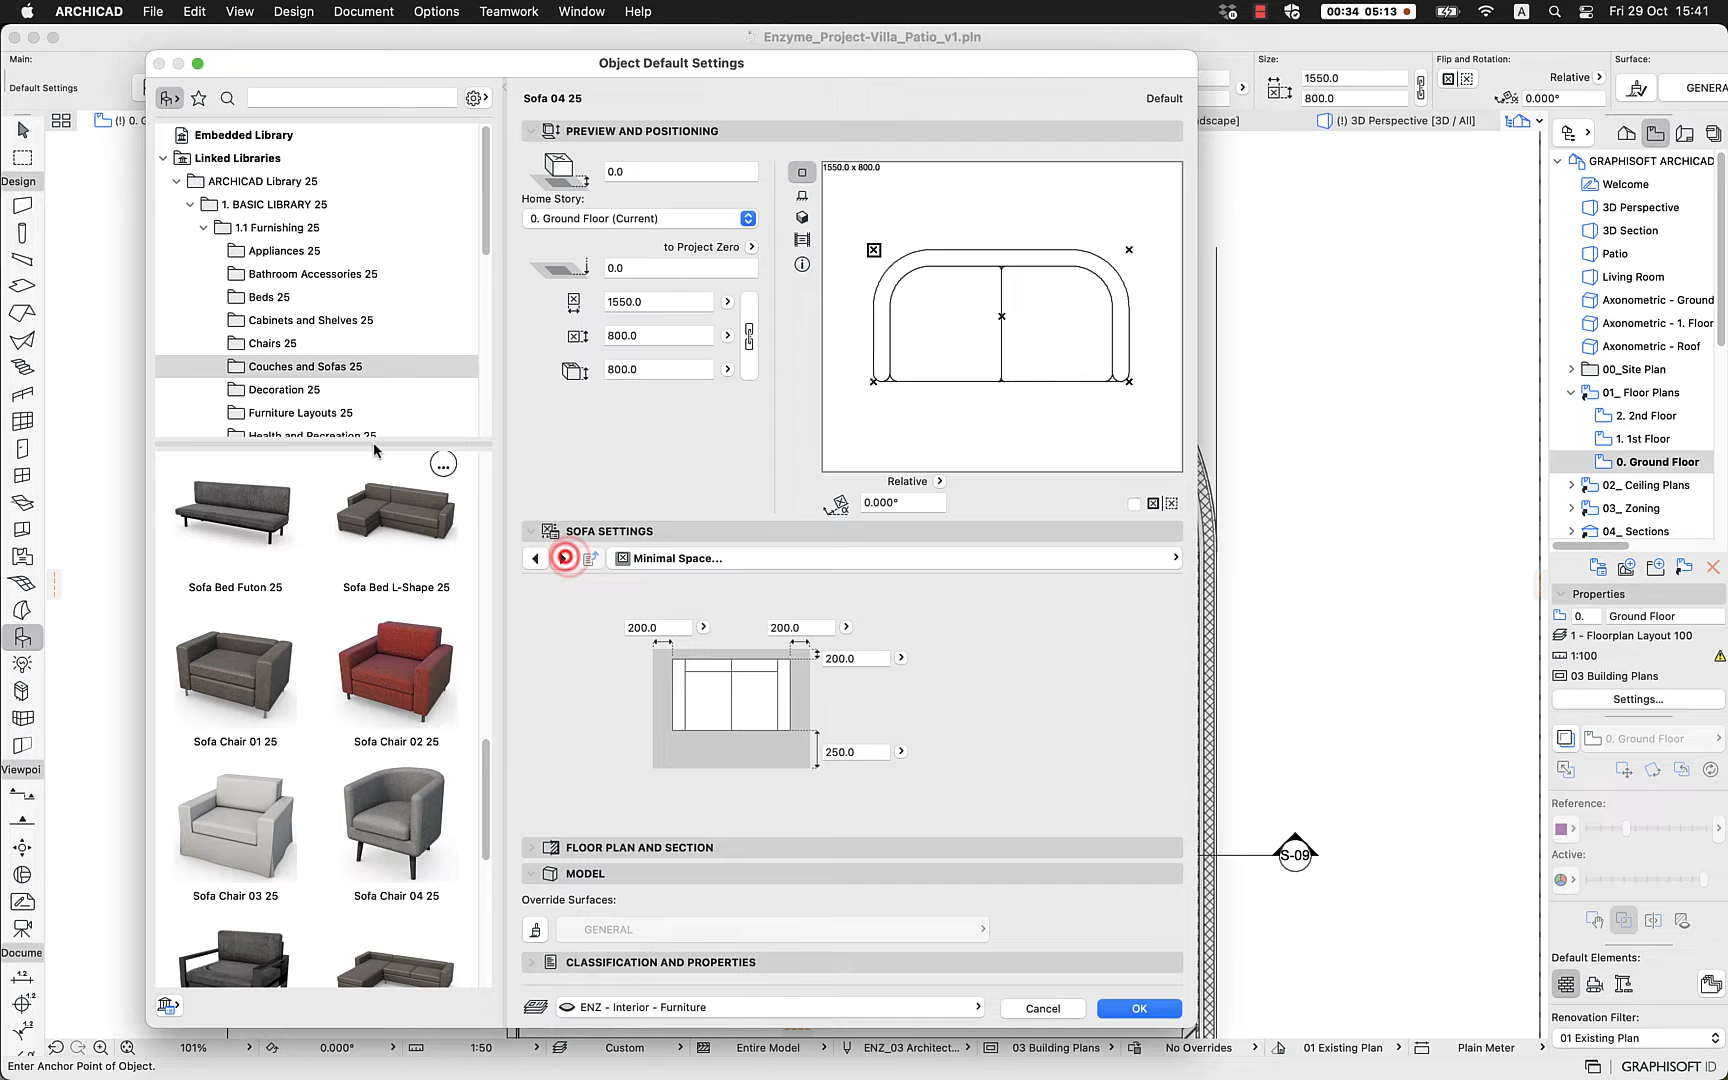 ARCHICAD File Edit View Design Document Options Teamwork Window Help
00:34 05:13 A Fri 29 Oct 15:41
Enzyme_Project-Villa_Patio_v1.pln
Main:
Default Settings
Object Default Settings
Size:
1550.0
800.0
Flip and Rotation:
Relative
0.000°
Surface:
GENERA
(!) 0. G
dscape]
(!) 3D Perspective [3D / All]
Design
Viewpoi
Docume
1.2
Embedded Library
Linked Libraries
ARCHICAD Library 25
1. BASIC LIBRARY 25
1.1 Furnishing 25
Appliances 25
Bathroom Accessories 25
Beds 25
Cabinets and Shelves 25
Chairs 25
Couches and Sofas 25
Decoration 25
Furniture Layouts 25
Health and Recreation 25
Sofa Bed Futon 25
Sofa Bed L-Shape 25
Sofa Chair 01 25
Sofa Chair 02 25
Sofa Chair 03 25
Sofa Chair 04 25
Sofa 04 25
Default
PREVIEW AND POSITIONING
0.0
Home Story:
0. Ground Floor (Current)
to Project Zero
0.0
1550.0
800.0
800.0
1550.0 x 800.0
Relative
0.000°
SOFA SETTINGS
Minimal Space...
200.0
200.0
200.0
250.0
FLOOR PLAN AND SECTION
MODEL
Override Surfaces:
GENERAL
CLASSIFICATION AND PROPERTIES
ENZ - Interior - Furniture
Cancel
OK
S-09
GRAPHISOFT ARCHICAD
Welcome
3D Perspective
3D Section
Patio
Living Room
Axonometric - Ground
Axonometric - 1. Floor
Axonometric - Roof
00_Site Plan
01_ Floor Plans
2. 2nd Floor
1. 1st Floor
0. Ground Floor
02_ Ceiling Plans
03_ Zoning
04_ Sections
Properties
0. Ground Floor
1 - Floorplan Layout 100
1:100
03 Building Plans
Settings...
0. Ground Floor
Reference:
Active:
Default Elements:
Renovation Filter:
01 Existing Plan
101% 0.000° 1:50 Custom Entire Model ENZ_03 Architect... 03 Building Plans No Overrides 01 Existing Plan Plain Meter
Enter Anchor Point of Object.
GRAPHISOFT ID